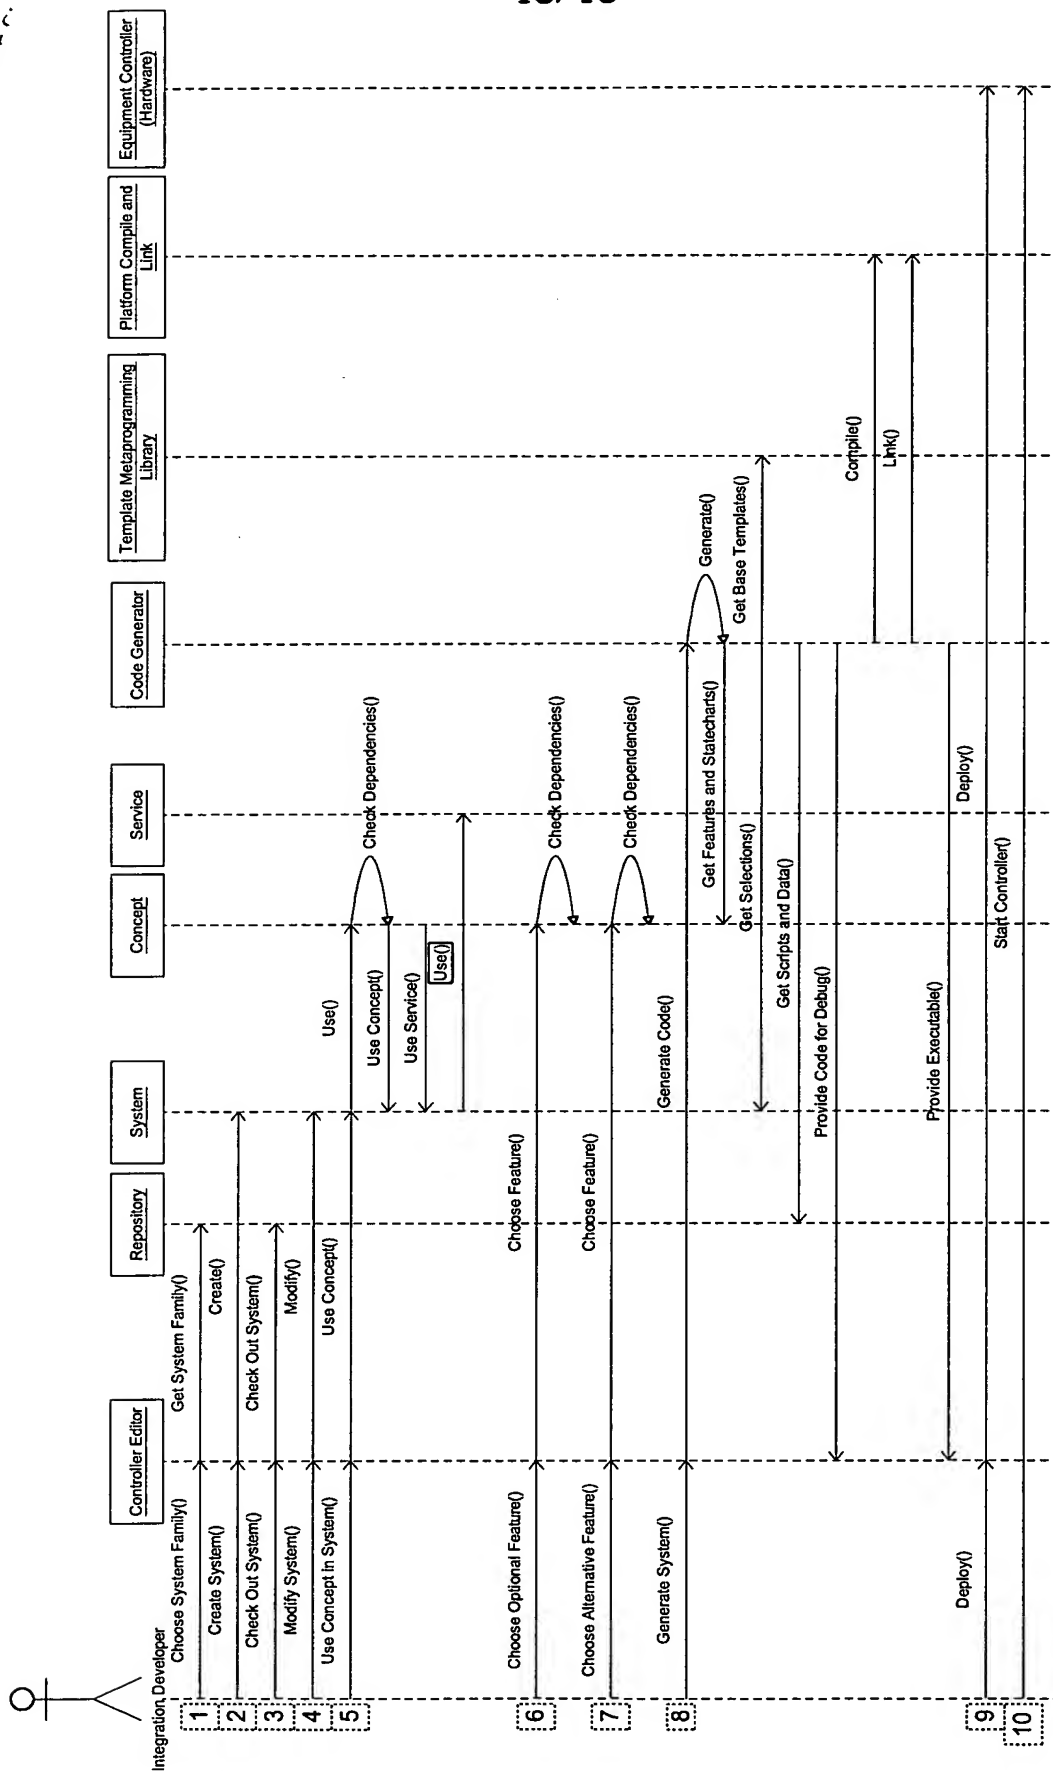 Integration Developer
Controller Editor
Repository
System
Concept
Service
Code Generator
Template Metaprogramming
Library
Platform Compile and
Link
Equipment Controller
(Hardware)
1
Choose System Family()
Get System Family()
2
Create System()
Create()
3
Check Out System()
Check Out System()
4
Modify System()
Modify()
5
Use Concept in System()
Use Concept()
Use()
Check Dependencies()
Use Concept()
Use Service()
Use()
6
Choose Optional Feature()
Choose Feature()
Check Dependencies()
7
Choose Alternative Feature()
Choose Feature()
Check Dependencies()
8
Generate System()
Generate Code()
Generate()
Get Features and Statecharts()
Get Selections()
Get Base Templates()
Get Scripts and Data()
Provide Code for Debug()
Compile()
Link()
Provide Executable()
9
Deploy()
Deploy()
10
Start Controller()